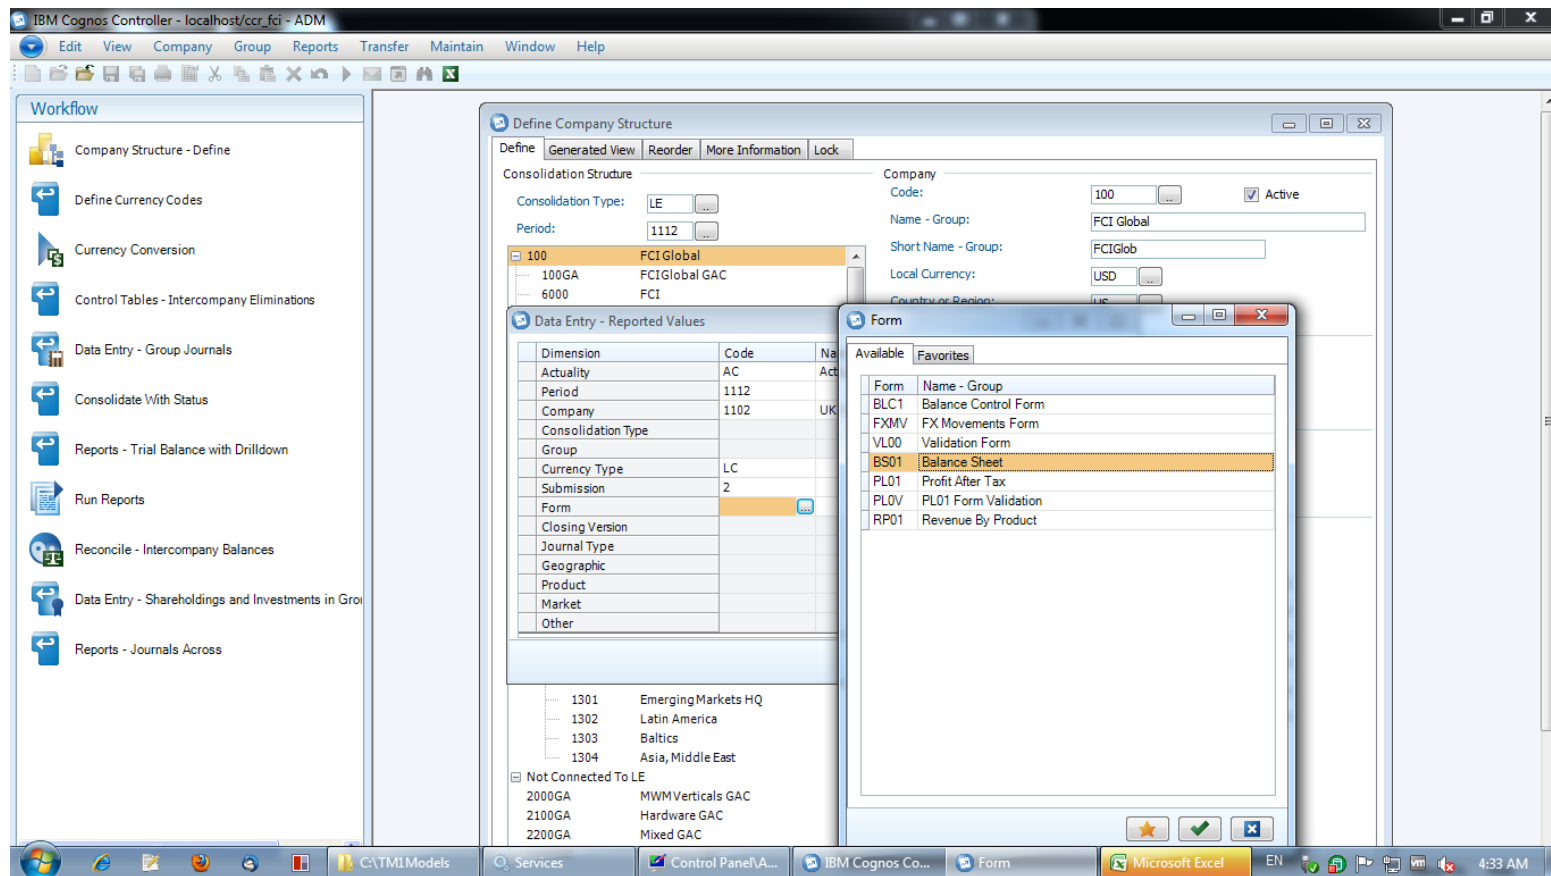 IBM Cognos Controller - localhost/ccr_fci - ADM
Edit View Company Group Reports Transfer Maintain Window Help
Workflow
Company Structure - Define
Define Currency Codes
Currency Conversion
Control Tables - Intercompany Eliminations
Data Entry - Group Journals
Consolidate With Status
Reports - Trial Balance with Drilldown
Run Reports
Reconcile - Intercompany Balances
Data Entry - Shareholdings and Investments in Grou
Reports - Journals Across
Define Company Structure
Define Generated View Reorder More Information Lock
Consolidation Structure
Consolidation Type: LE ...
Period: 1112 ...
100 FCI Global
100GA FCIGlobal GAC
6000 FCI
Company
Code: 100 ... Active
Name - Group: FCI Global
Short Name - Group: FCIGlob
Local Currency: USD ...
Country or Region: US
Data Entry - Reported Values
Dimension Code Na
Actuality AC Act
Period 1112
Company 1102 UK
Consolidation Type
Group
Currency Type LC
Submission 2
Form ...
Closing Version
Journal Type
Geographic
Product
Market
Other
1301 Emerging Markets HQ
1302 Latin America
1303 Baltics
1304 Asia, Middle East
Not Connected To LE
2000GA MWM Verticals GAC
2100GA Hardware GAC
2200GA Mixed GAC
Form
Available Favorites
Form Name - Group
BLC1 Balance Control Form
FXMV FX Movements Form
VL00 Validation Form
BS01 Balance Sheet
PL01 Profit After Tax
PL0V PL01 Form Validation
RP01 Revenue By Product
C:\TM1Models Services Control Panel\A... IBM Cognos Co... Form Microsoft Excel EN 4:33 AM